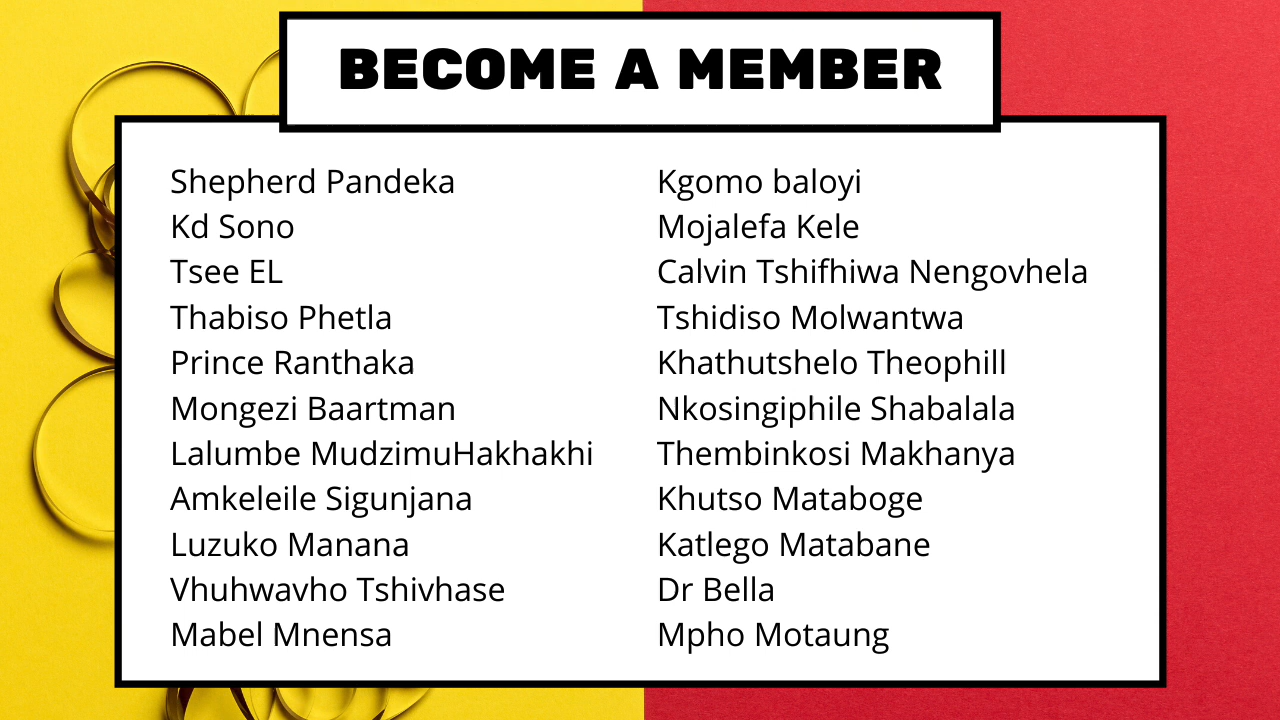 BECOME A MEMBER
Shepherd Pandeka
Kd Sono
Tsee EL
Thabiso Phetla
Prince Ranthaka
Mongezi Baartman
Lalumbe MudzimuHakhakhi
Amkeleile Sigunjana
Luzuko Manana
Vhuhwavho Tshivhase
Mabel Mnensa
Kgomo baloyi
Mojalefa Kele
Calvin Tshifhiwa Nengovhela
Tshidiso Molwantwa
Khathutshelo Theophill
Nkosingiphile Shabalala
Thembinkosi Makhanya
Khutso Mataboge
Katlego Matabane
Dr Bella
Mpho Motaung